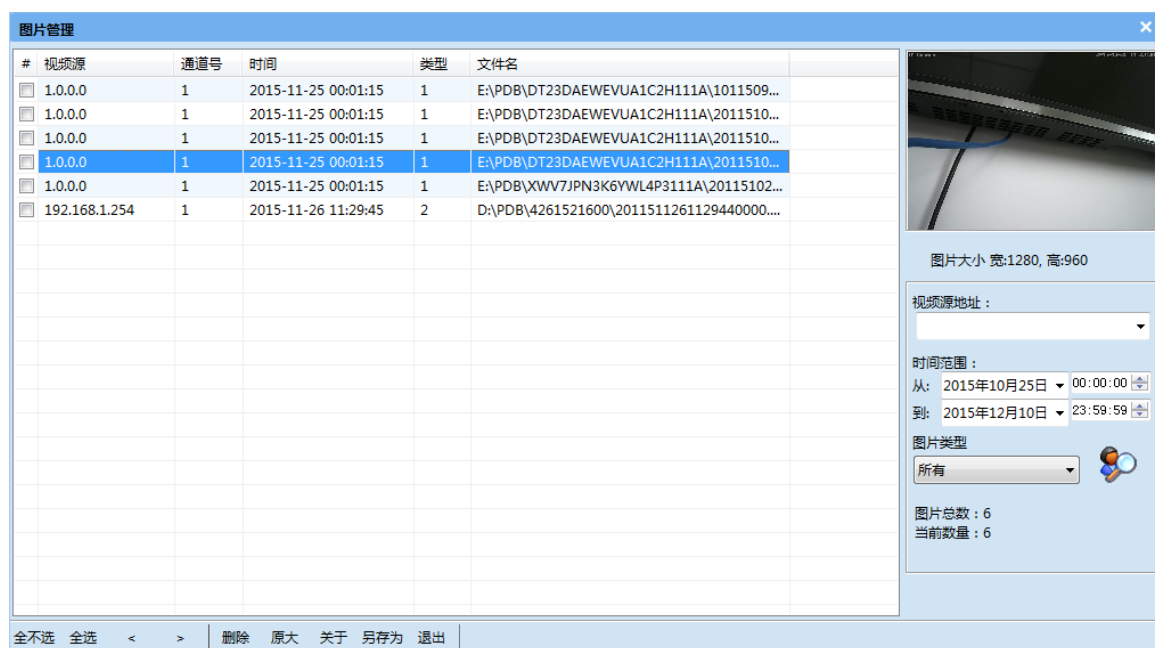 图片管理
# 视频源 通道号 时间 类型 文件名
1.0.0.0 1 2015-11-25 00:01:15 1 E:\PDB\DT23DAEWEVUA1C2H111A\1011509...
1.0.0.0 1 2015-11-25 00:01:15 1 E:\PDB\DT23DAEWEVUA1C2H111A\2011510...
1.0.0.0 1 2015-11-25 00:01:15 1 E:\PDB\DT23DAEWEVUA1C2H111A\2011510...
1.0.0.0 1 2015-11-25 00:01:15 1 E:\PDB\DT23DAEWEVUA1C2H111A\2011510...
1.0.0.0 1 2015-11-25 00:01:15 1 E:\PDB\XWV7JPN3K6YWL4P3111A\20115102...
192.168.1.254 1 2015-11-26 11:29:45 2 D:\PDB\4261521600\2011511261129440000....
图片大小 宽:1280, 高:960
视频源地址：
时间范围：
从: 2015年10月25日 00:00:00
到: 2015年12月10日 23:59:59
图片类型
所有
图片总数：6
当前数量：6
全不选 全选 < > 删除 原大 关于 另存为 退出